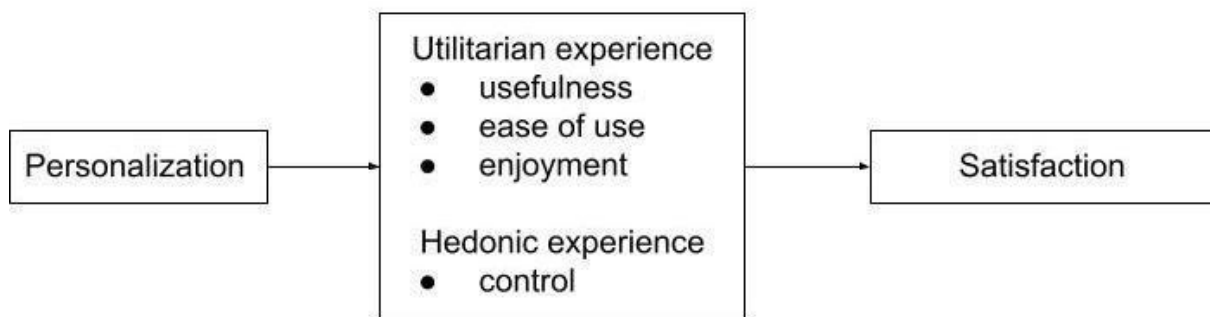 Personalization
Utilitarian experience
● usefulness
● ease of use
● enjoyment
Hedonic experience
● control
Satisfaction